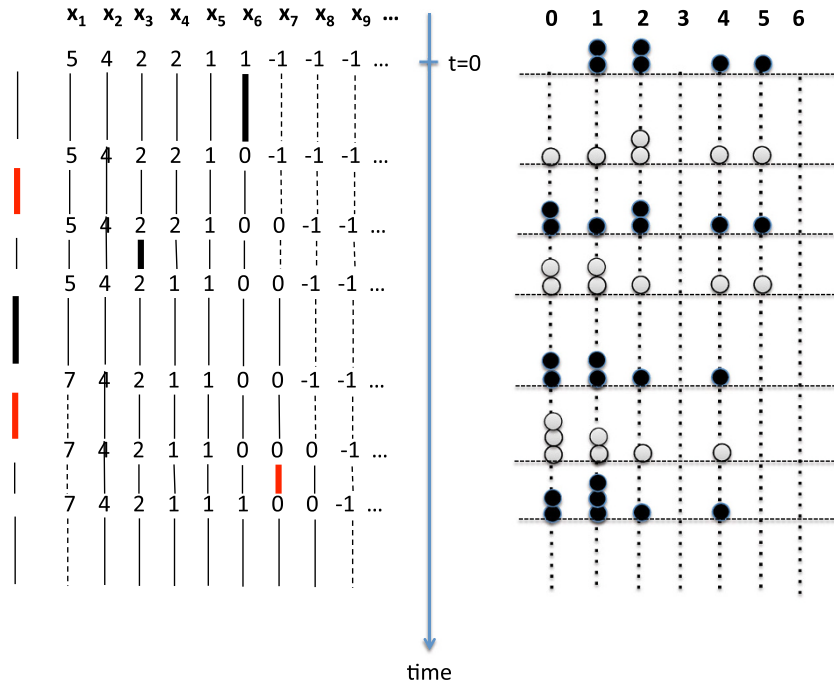 x1 x2 x3 x4 x5 x6 x7 x8 x9 ... 0 1 2 3 4 5 6
5 4 2 2 1 1 -1 -1 -1 ... t=0
5 4 2 2 1 0 -1 -1 -1 ...
5 4 2 2 1 0 0 -1 -1 ...
5 4 2 1 1 0 0 -1 -1 ...
7 4 2 1 1 0 0 -1 -1 ...
7 4 2 1 1 0 0 0 -1 ...
7 4 2 1 1 1 0 0 -1 ...
time